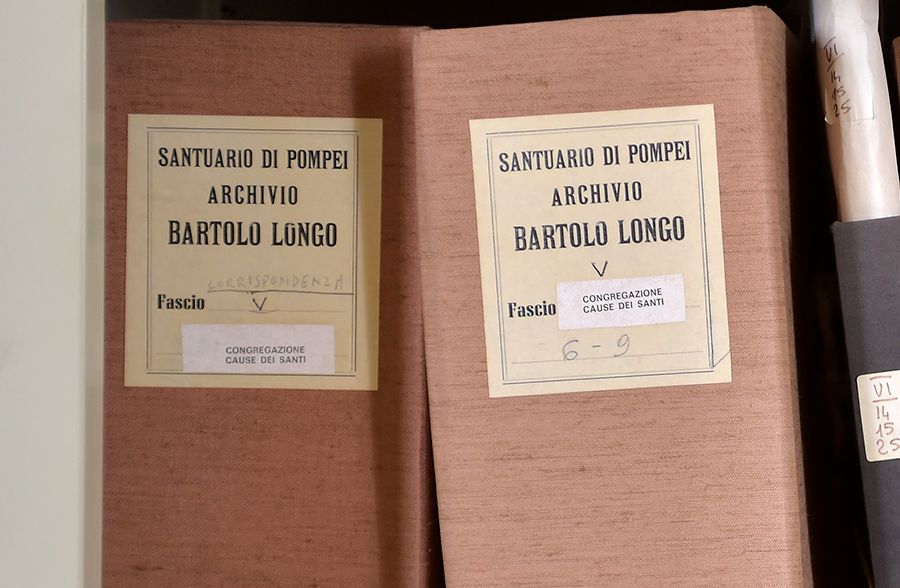 SANTUARIO DI POMPEI
ARCHIVIO
BARTOLO LONGO
CORRISPONDENZA
Fascio V
CONGREGAZIONE
CAUSE DEI SANTI
SANTUARIO DI POMPEI
ARCHIVIO
BARTOLO LONGO
V
Fascio
CONGREGAZIONE
CAUSE DEI SANTI
6 - 9
VI
14
15
25
VI
14
15
25